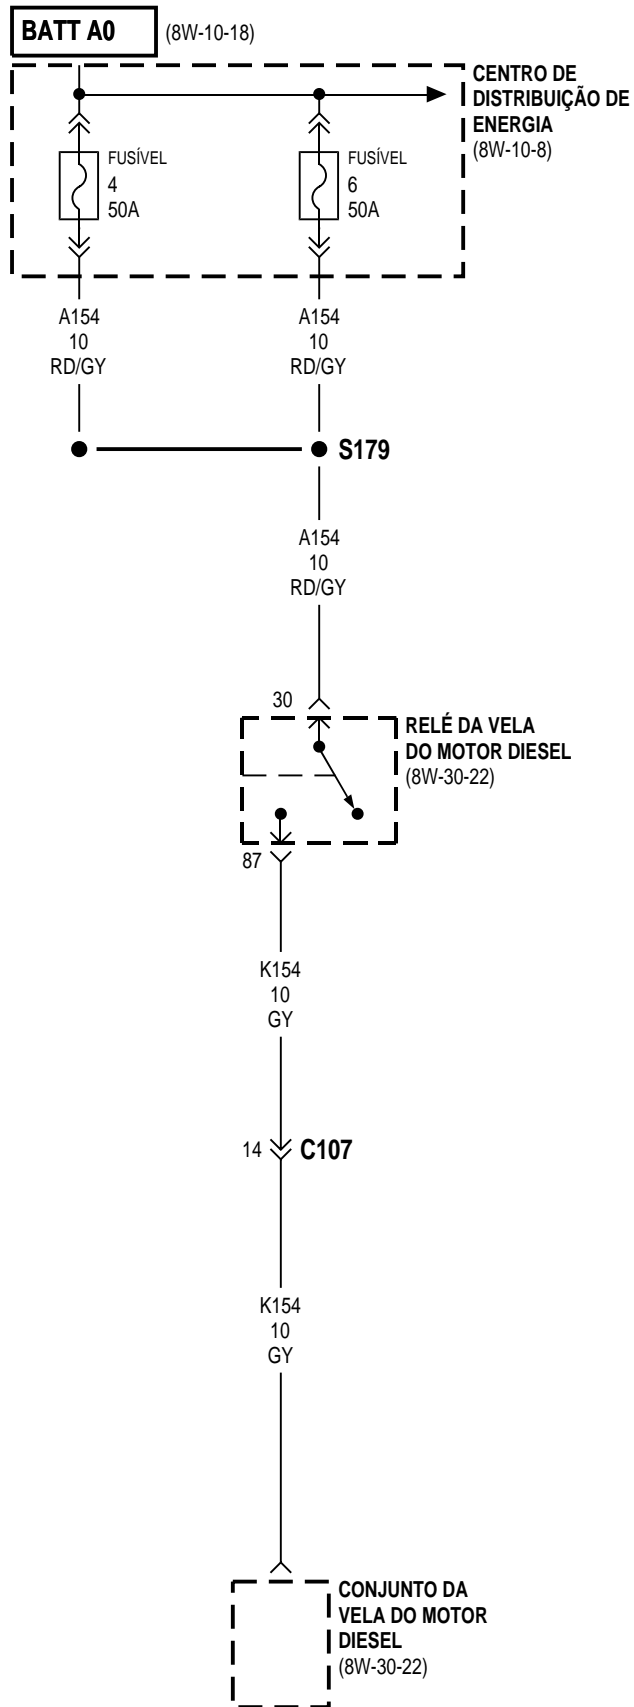 BATT A0 (8W-10-18)
CENTRO DE
DISTRIBUIÇÃO DE
ENERGIA
(8W-10-8)
FUSÍVEL
4
50A
FUSÍVEL
6
50A
A154
10
RD/GY
A154
10
RD/GY
S179
A154
10
RD/GY
30
RELÉ DA VELA
DO MOTOR DIESEL
(8W-30-22)
87
K154
10
GY
14 C107
K154
10
GY
CONJUNTO DA
VELA DO MOTOR
DIESEL
(8W-30-22)